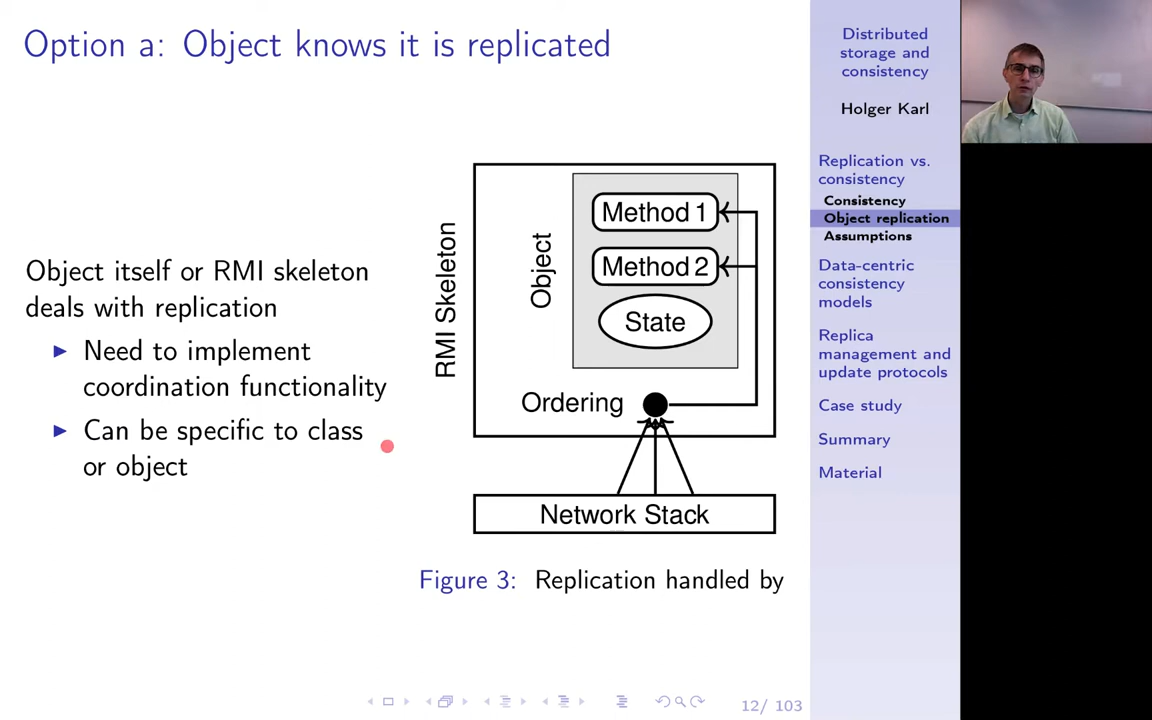 Option a: Object knows it is replicated
Object itself or RMI skeleton
deals with replication
Need to implement
coordination functionality
Can be specific to class
or object
RMI Skeleton
Object
Method 1
Method 2
State
Ordering
Network Stack
Figure 3: Replication handled by
12/ 103
Distributed
storage and
consistency
Holger Karl
Replication vs.
consistency
Consistency
Object replication
Assumptions
Data-centric
consistency
models
Replica
management and
update protocols
Case study
Summary
Material